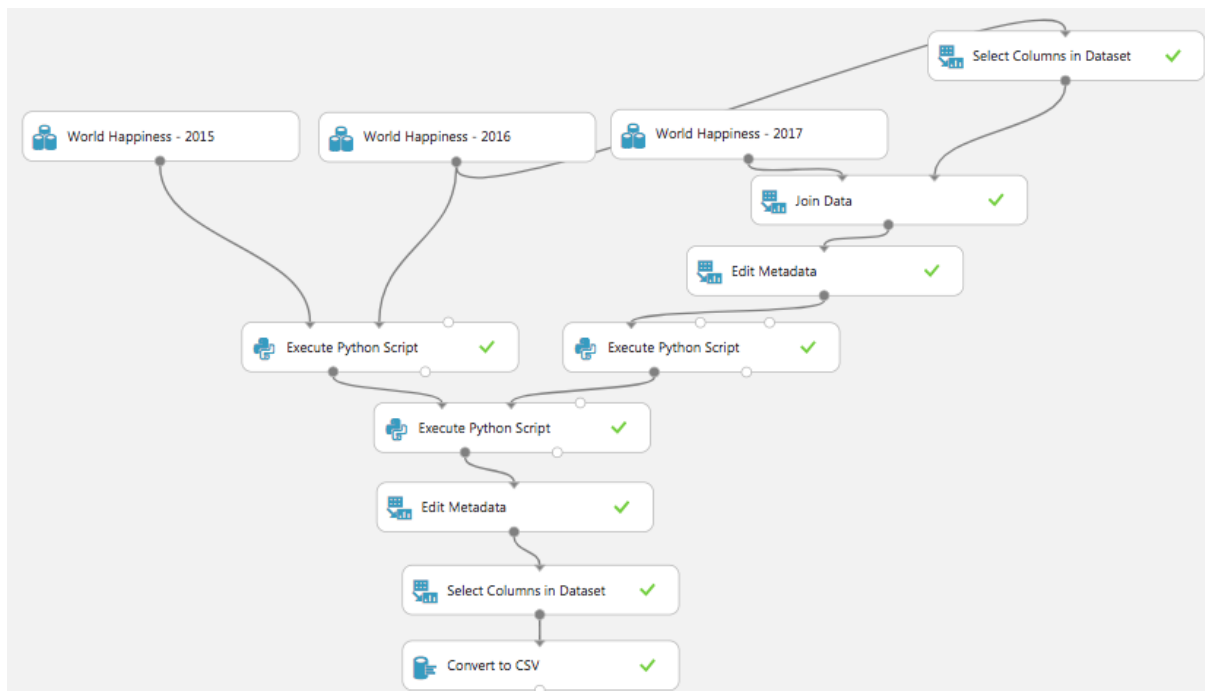 Select Columns in Dataset
World Happiness - 2015
World Happiness - 2016
World Happiness - 2017
Join Data
Edit Metadata
Execute Python Script
Execute Python Script
Execute Python Script
Edit Metadata
Select Columns in Dataset
Convert to CSV